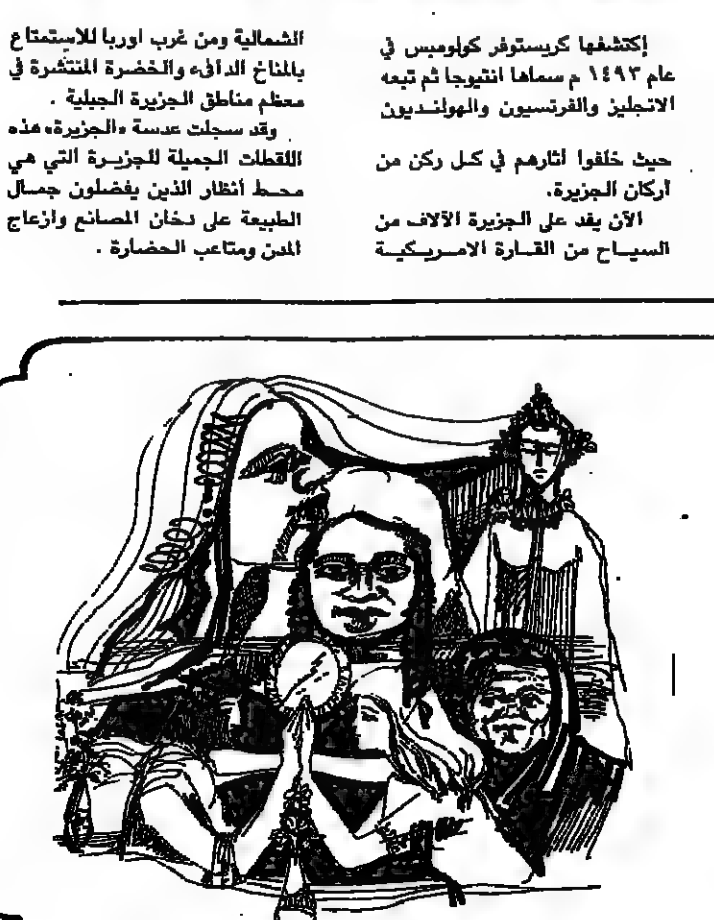 إكتشفها كريستوفر كولومبس في
عام ١٤٩٣ م سماها انتيوجا ثم تبعه
الانجليز والفرنسيون والهولنديون
حيث خلفوا أثارهم في كل ركن من
أركان الجزيرة.
الآن يفد على الجزيرة الآلاف من
السياح من القارة الامريكية
الشمالية ومن غرب اوربا للاستمتاع
بالمناخ الدافىء والخضرة المنتشرة في
معظم مناطق الجزيرة الجبلية .
وقد سجلت عدسة «الجزيرة» هذه
اللقطات الجميلة للجزيرة التي هي
محط أنظار الذين يفضلون جمال
الطبيعة على دخان المصانع وازعاج
المدن ومتاعب الحضارة .